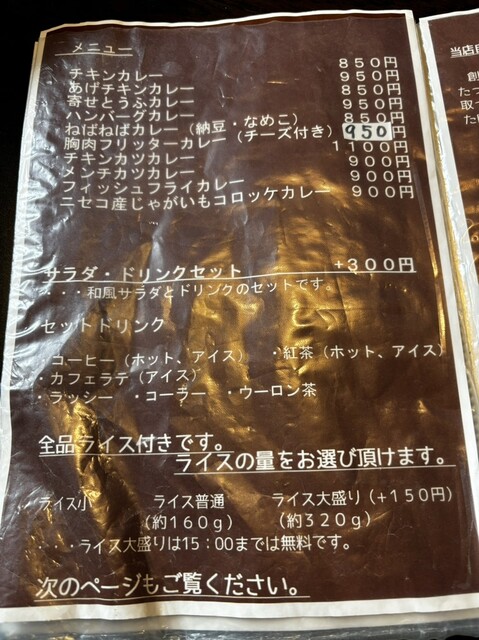 メニュー
チキンカレー 850円
あげチキンカレー 950円
寄せとうふカレー 850円
ハンバーグカレー 950円
ねばねばカレー（納豆・なめこ） 850円
胸肉フリッターカレー（チーズ付き） 950円
チキンカツカレー 1100円
メンチカツカレー 900円
フィッシュフライカレー 900円
ニセコ産じゃがいもコロッケカレー 900円
サラダ・ドリンクセット +300円
・・・和風サラダとドリンクのセットです
セットドリンク
・コーヒー（ホット、アイス） ・紅茶（ホット、アイス）
・カフェラテ（アイス）
・ラッシー ・コーラー ・ウーロン茶
全品ライス付きです。
ライスの量をお選び頂けます。
ライス小 ライス普通 ライス大盛り（+150円）
（約160g） （約320g）
・・・ライス大盛りは15：00までは無料です。
次のページもご覧ください。
当店
創
たっ
取っ